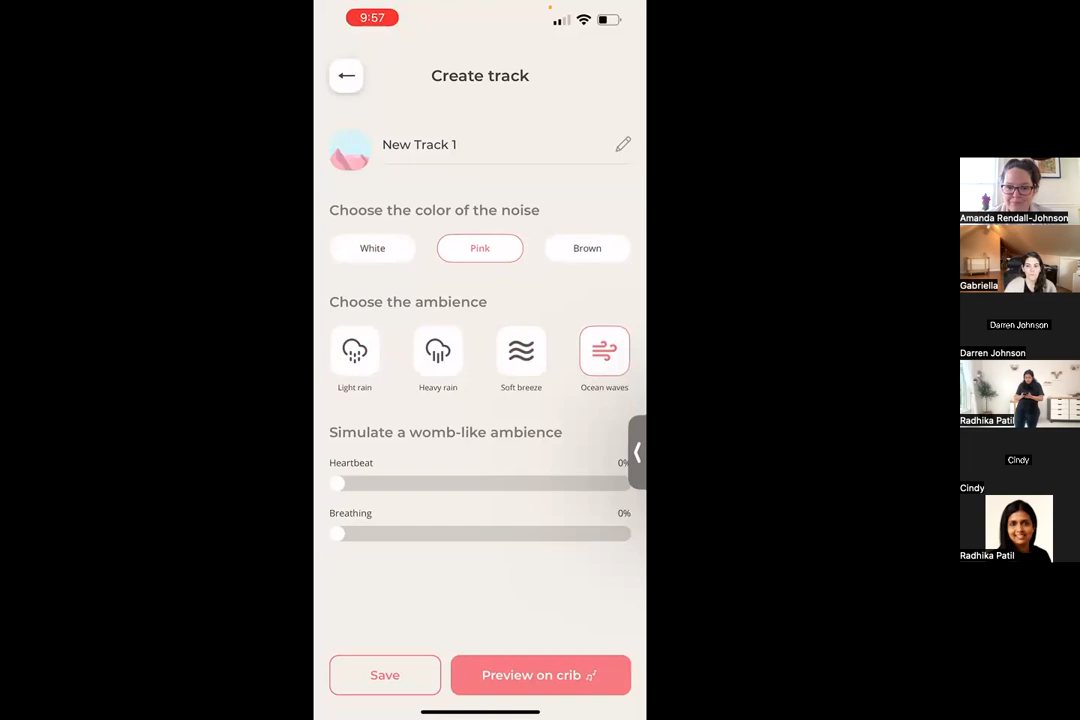 9:57
Create track
New Track 1
Choose the color of the noise
White Pink Brown
Choose the ambience
Light rain Heavy rain Soft breeze Ocean waves
Simulate a womb-like ambience
Heartbeat 0%
Breathing 0%
Save Preview on crib
Amanda Rendall-Johnson
Gabriella
Darren Johnson
Darren Johnson
Radhika Patil
Cindy
Cindy
Radhika Patil